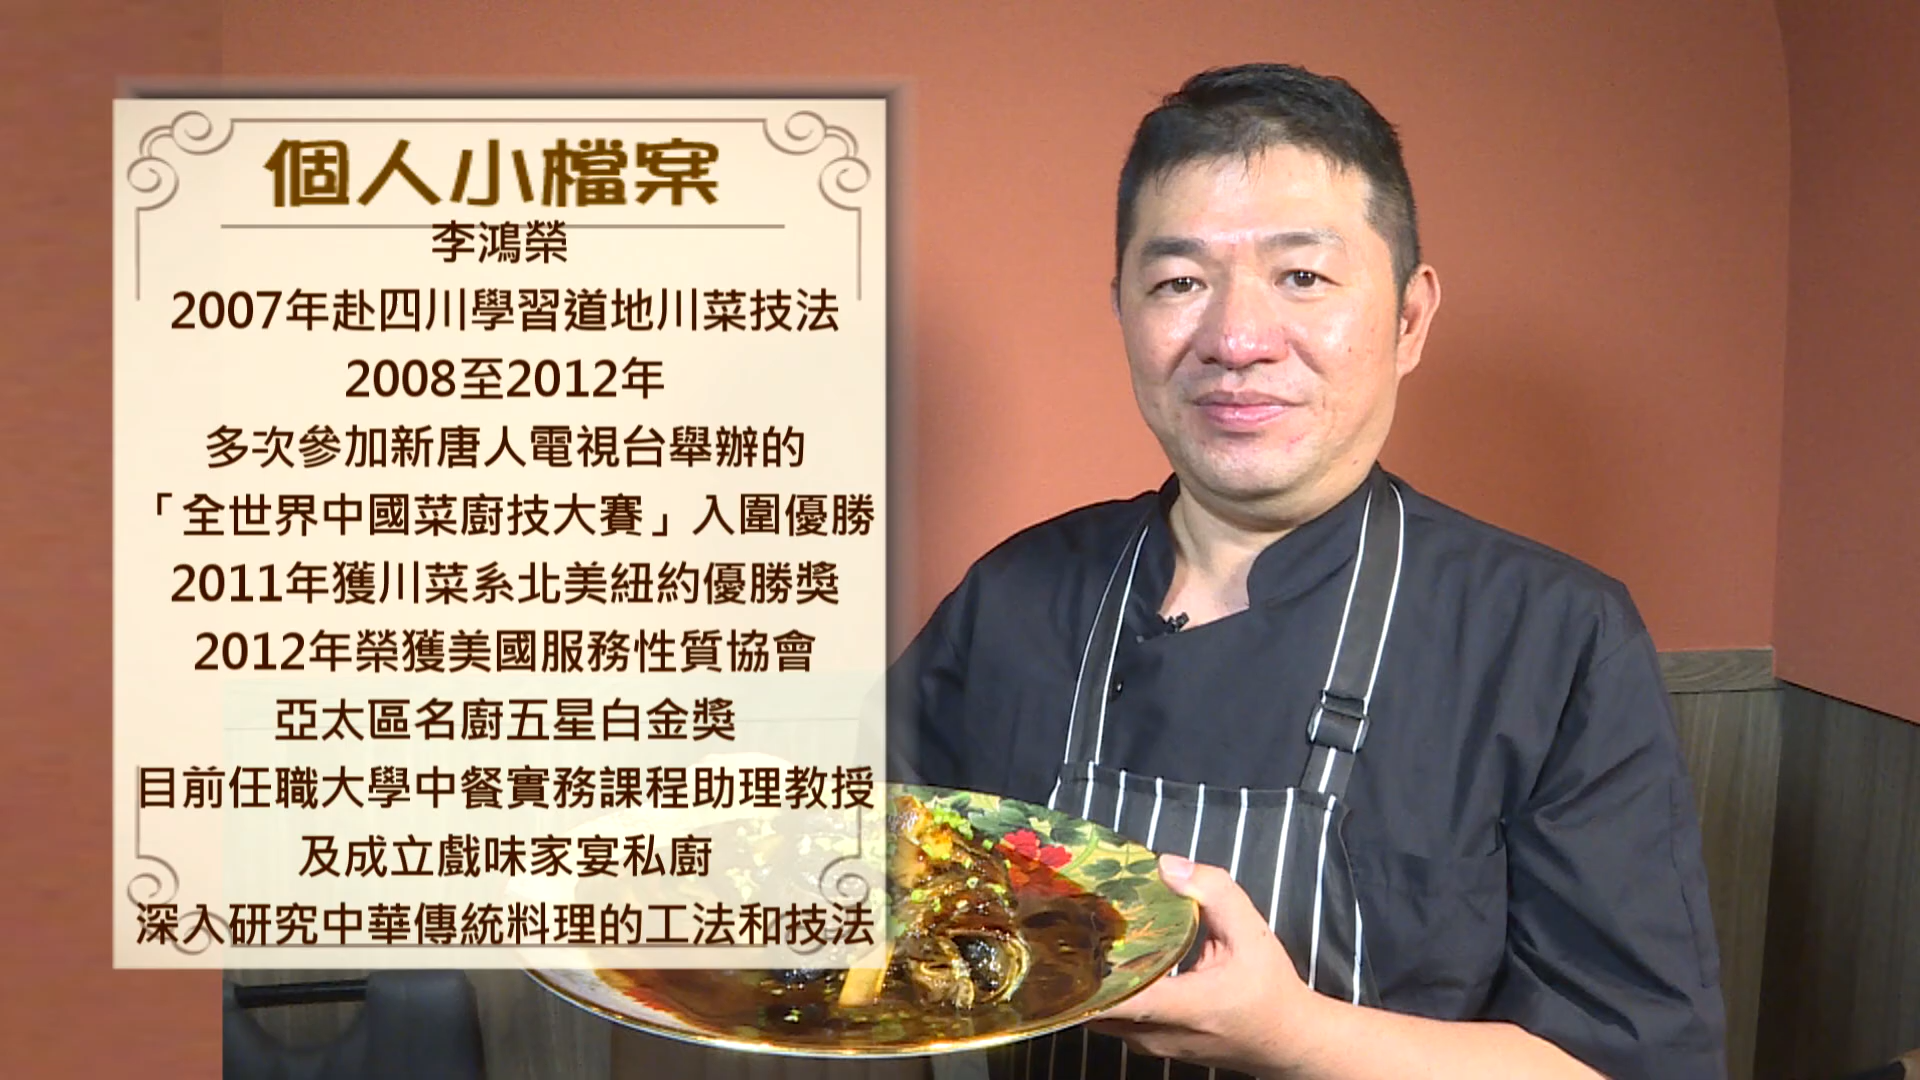 個人小檔案
李鴻榮
2007年赴四川學習道地川菜技法
2008至2012年
多次參加新唐人電視台舉辦的
「全世界中國菜廚技大賽」入圍優勝
2011年獲川菜系北美紐約優勝獎
2012年榮獲美國服務性質協會
亞太區名廚五星白金獎
目前任職大學中餐實務課程助理教授
及成立戲味家宴私廚
深入研究中華傳統料理的工法和技法